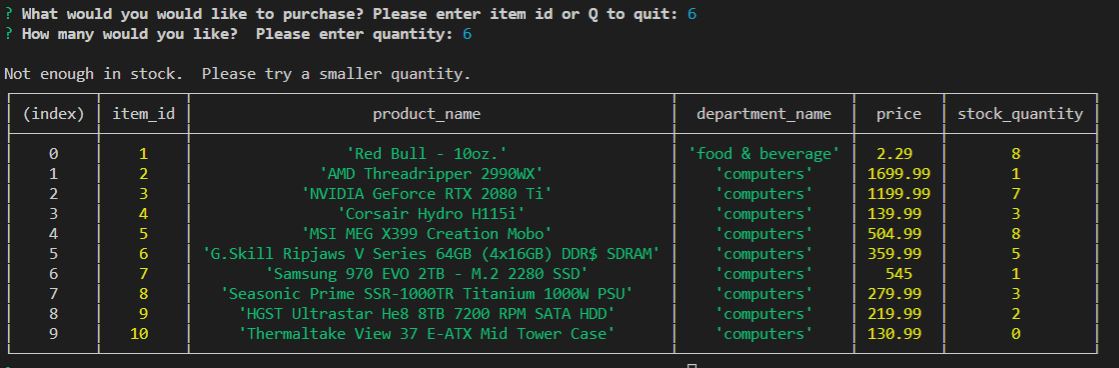 ? What would you would like to purchase? Please enter item id or Q to quit: 6
? How many would you like?  Please enter quantity: 6
Not enough in stock.  Please try a smaller quantity.
(index) item_id product_name department_name price stock_quantity
0 1 'Red Bull - 10oz.' 'food & beverage' 2.29 8
1 2 'AMD Threadripper 2990WX' 'computers' 1699.99 1
2 3 'NVIDIA GeForce RTX 2080 Ti' 'computers' 1199.99 7
3 4 'Corsair Hydro H115i' 'computers' 139.99 3
4 5 'MSI MEG X399 Creation Mobo' 'computers' 504.99 8
5 6 'G.Skill Ripjaws V Series 64GB (4x16GB) DDR$ SDRAM' 'computers' 359.99 5
6 7 'Samsung 970 EVO 2TB - M.2 2280 SSD' 'computers' 545 1
7 8 'Seasonic Prime SSR-1000TR Titanium 1000W PSU' 'computers' 279.99 3
8 9 'HGST Ultrastar He8 8TB 7200 RPM SATA HDD' 'computers' 219.99 2
9 10 'Thermaltake View 37 E-ATX Mid Tower Case' 'computers' 130.99 0